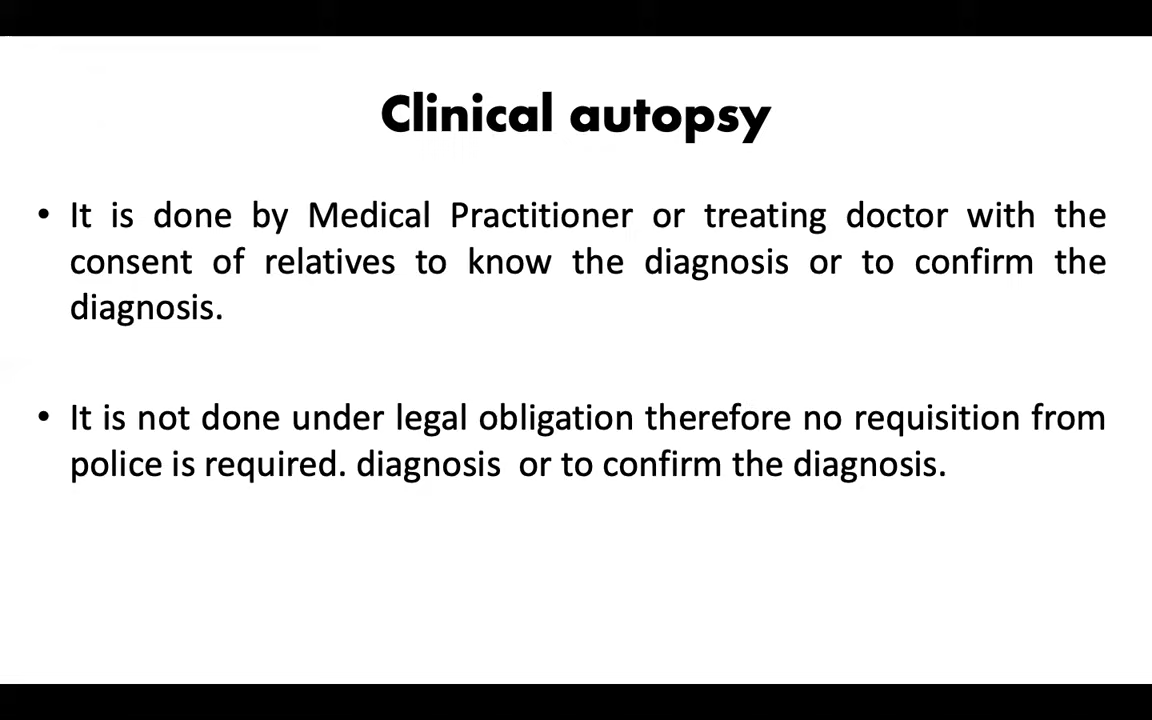 Clinical autopsy
• It is done by Medical Practitioner or treating doctor with the
consent of relatives to know the diagnosis or to confirm the
diagnosis.
• It is not done under legal obligation therefore no requisition from
police is required. diagnosis  or to confirm the diagnosis.